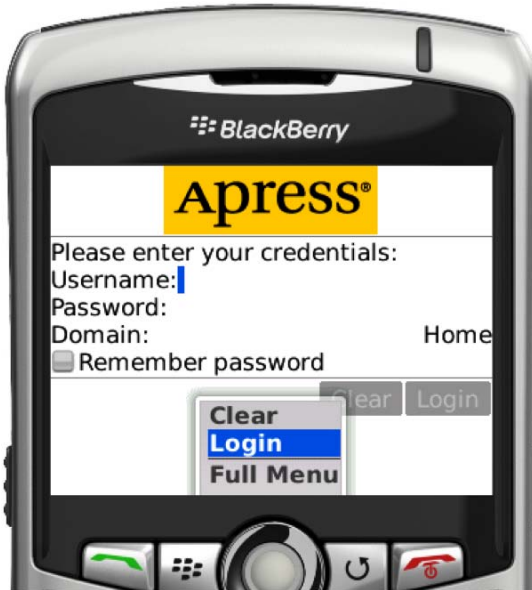 BlackBerry
Apress®
Please enter your credentials:
Username:
Password:
Domain: Home
Remember password
Clear Login
Clear
Login
Full Menu